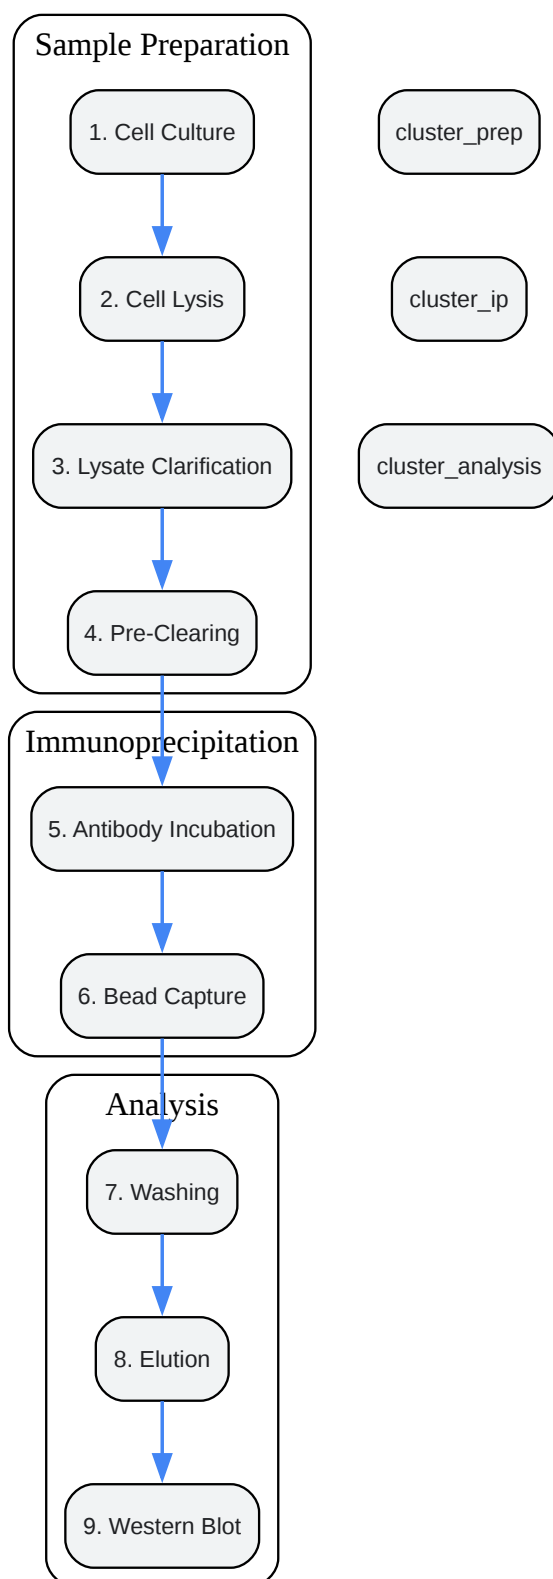 Sample Preparation
1. Cell Culture
cluster_prep
2. Cell Lysis
cluster_ip
3. Lysate Clarification
cluster_analysis
4. Pre-Clearing
Immunoprecipitation
5. Antibody Incubation
6. Bead Capture
Analysis
7. Washing
8. Elution
9. Western Blot